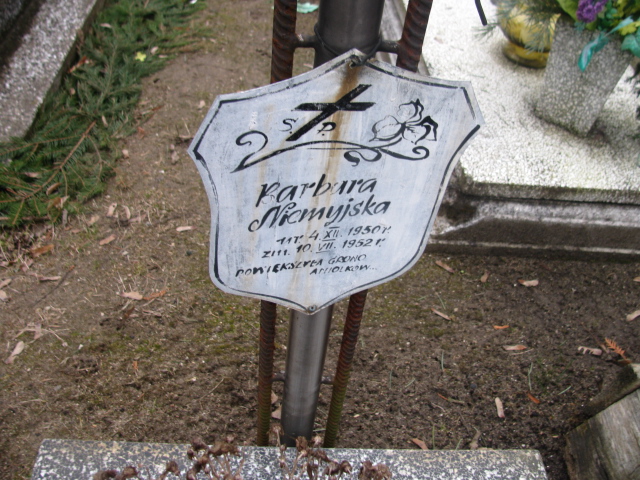 Ś. P.
Barbara
Niemyjska
ur. 4. XII. 1950 r.
zm. 10. VII. 1952 r.
POWIĘKSZYŁA GRONO
ANIOŁKÓW...